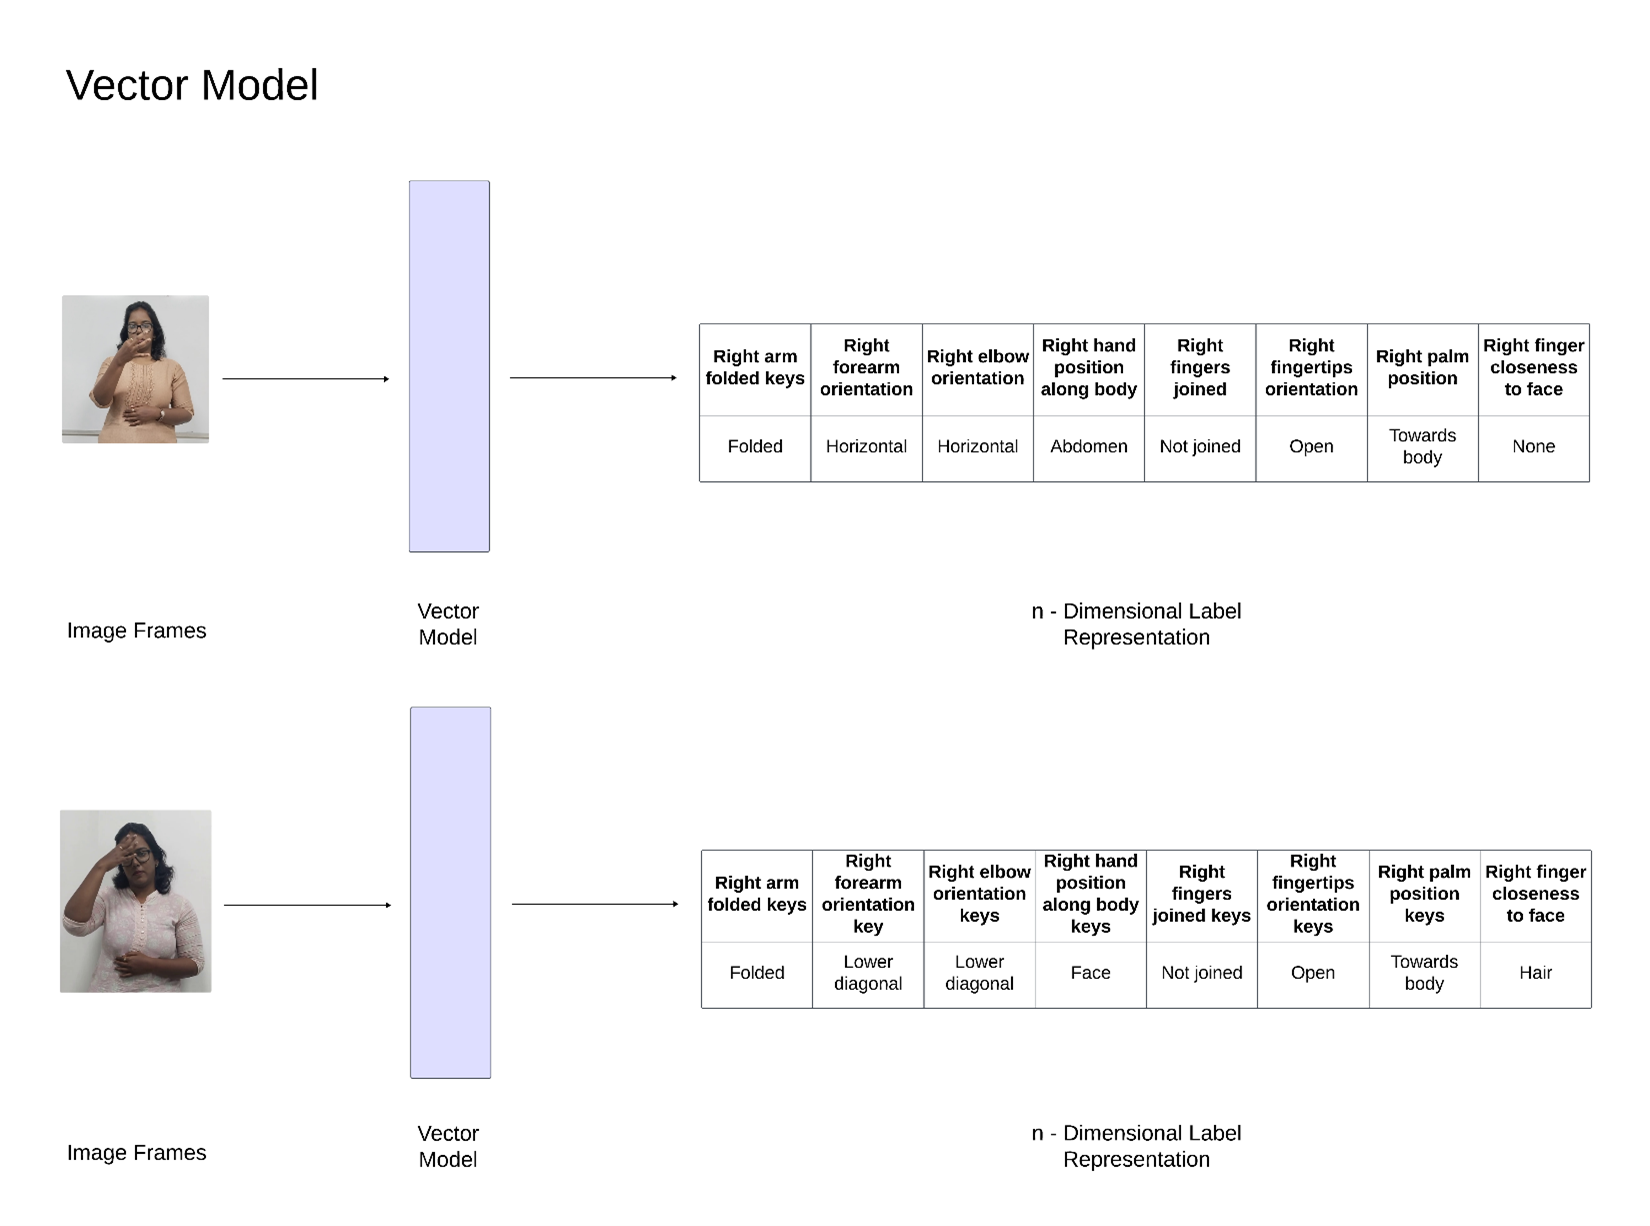 Vector Model
Right arm
folded keys
Right
forearm
orientation
Right elbow
orientation
Right hand
position
along body
Right
fingers
joined
Right
fingertips
orientation
Right palm
position
Right finger
closeness
to face
Folded
Horizontal
Horizontal
Abdomen
Not joined
Open
Towards
body
None
Image Frames
Vector
Model
n - Dimensional Label
Representation
Right arm
folded keys
Right
forearm
orientation
key
Right elbow
orientation
keys
Right hand
position
along body
keys
Right
fingers
joined keys
Right
fingertips
orientation
keys
Right palm
position
keys
Right finger
closeness
to face
Folded
Lower
diagonal
Lower
diagonal
Face
Not joined
Open
Towards
body
Hair
Image Frames
Vector
Model
n - Dimensional Label
Representation